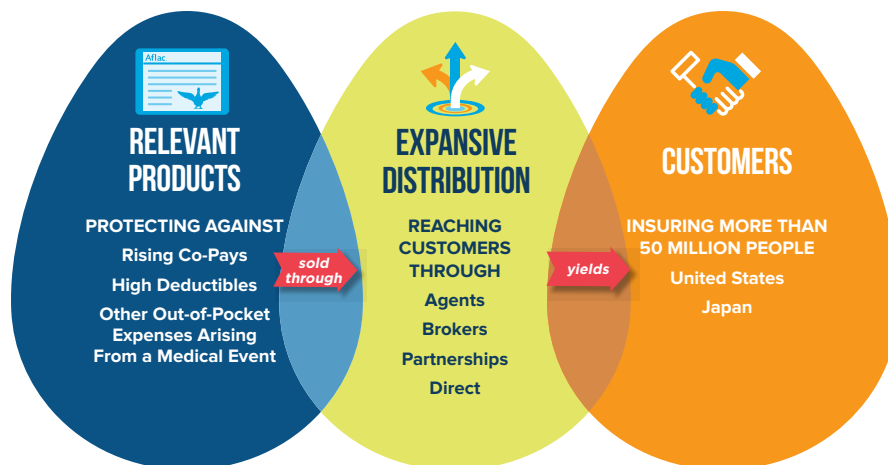 Aflac
RELEVANT
PRODUCTS
PROTECTING AGAINST
Rising Co-Pays
High Deductibles
Other Out-of-Pocket
Expenses Arising
From a Medical Event
sold
through
EXPANSIVE
DISTRIBUTION
REACHING
CUSTOMERS
THROUGH
Agents
Brokers
Partnerships
Direct
yields
CUSTOMERS
INSURING MORE THAN
50 MILLION PEOPLE
United States
Japan